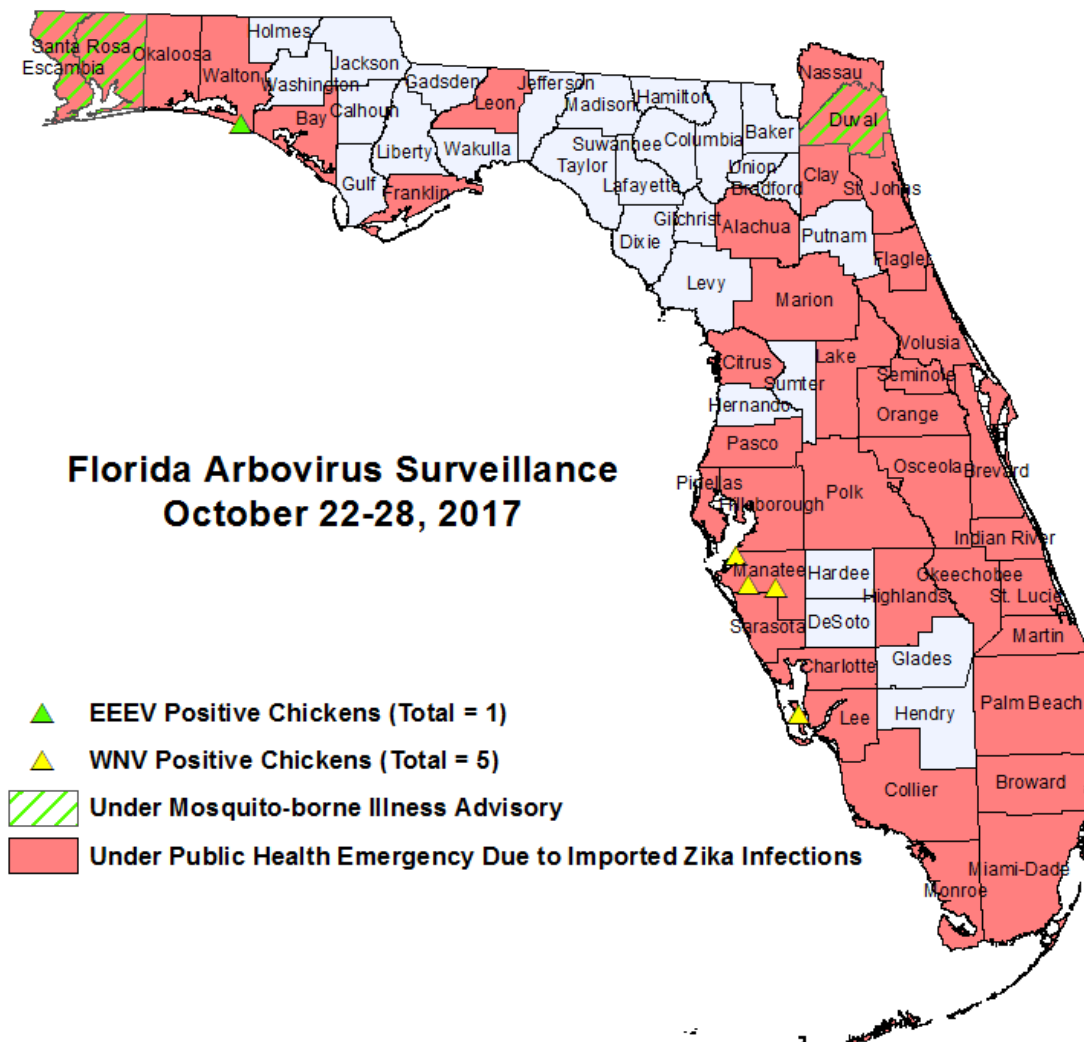 Holmes
Santa Rosa
Okaloosa
Jackson
Nassau
Escambia
Walton
Washington
Gadsden
Jefferson
Hamilton
Leon
Madison
Calhoun
Bay
Duval
Baker
Columbia
Suwannee
Wakulla
Liberty
Taylor
Union
Clay
Lafayette
Bradford
Gulf
Franklin
St. Johns
Gilchrist
Alachua
Putnam
Dixie
Flagler
Levy
Marion
Volusia
Citrus
Lake
Sumter
Seminole
Hernando
Orange
Pasco
Florida Arbovirus Surveillance
October 22-28, 2017
Osceola
Brevard
Pinellas
Hillsborough
Polk
Indian River
Manatee
Hardee
Okeechobee
Highlands
St. Lucie
Sarasota
DeSoto
Martin
Charlotte
Glades
Palm Beach
Lee
Hendry
Broward
Collier
Miami-Dade
Monroe
EEEV Positive Chickens (Total = 1)
WNV Positive Chickens (Total = 5)
Under Mosquito-borne Illness Advisory
Under Public Health Emergency Due to Imported Zika Infections